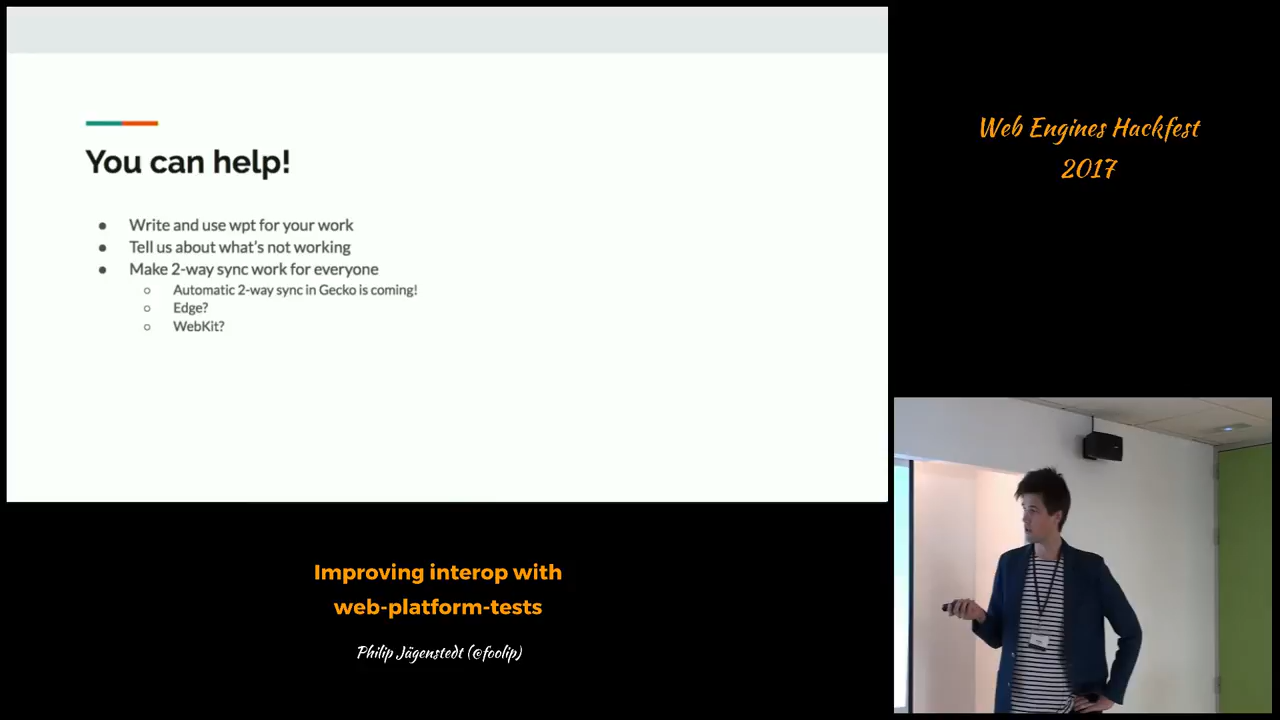 You can help!
● Write and use wpt for your work
● Tell us about what's not working
● Make 2-way sync work for everyone
○ Automatic 2-way sync in Gecko is coming!
○ Edge?
○ WebKit?
Web Engines Hackfest
2017
Improving interop with
web-platform-tests
Philip Jägenstedt (@foolip)